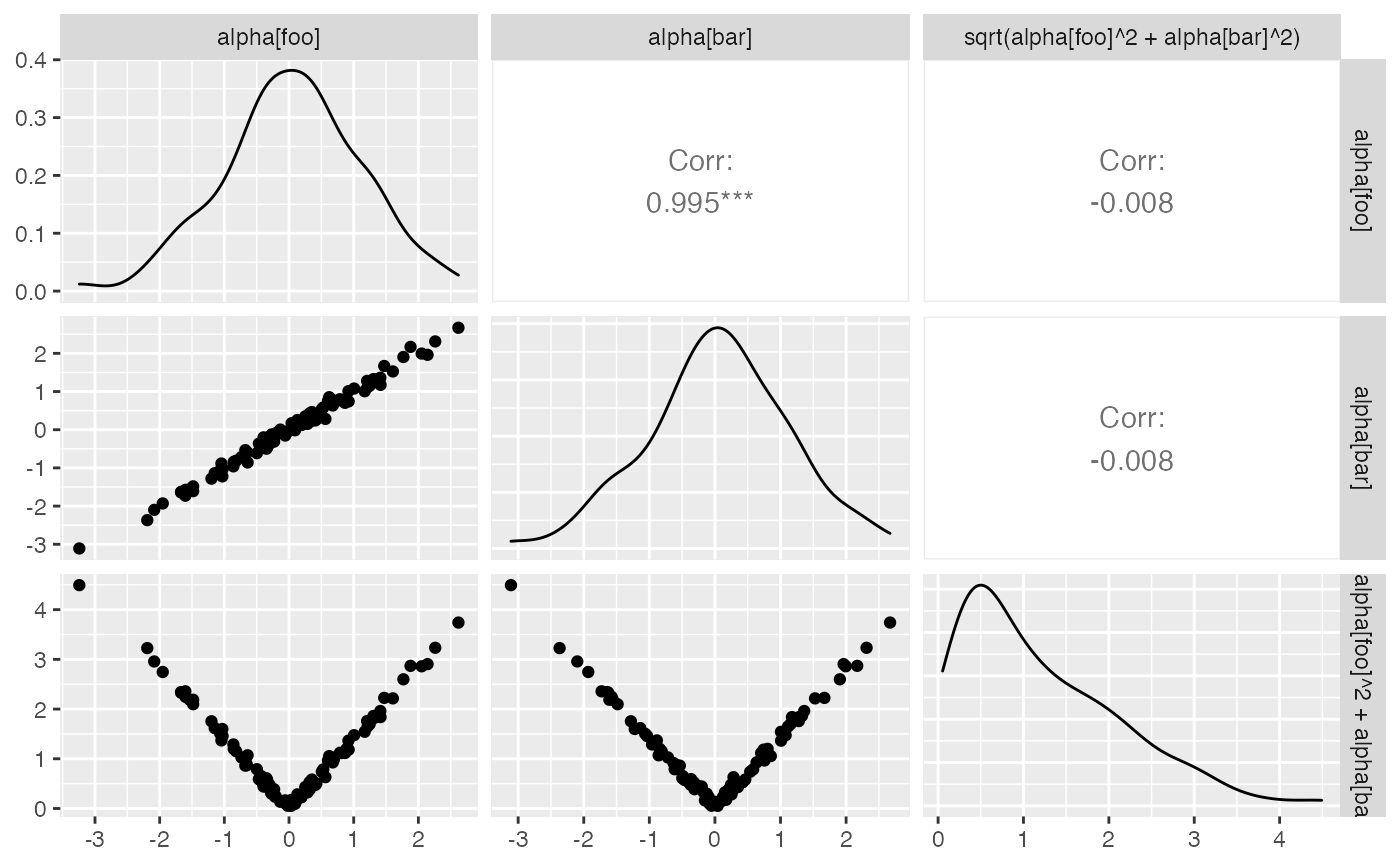 alpha[foo] alpha[bar] sqrt(alpha[foo]^2 + alpha[bar]^2)
0.4
0.3
0.2
0.1
0.0
Corr:
0.995***
Corr:
-0.008
alpha[foo]
2
1
0
-1
-2
-3
Corr:
-0.008
alpha[bar]
4
3
2
1
0
alpha[foo]^2 + alpha[ba
-3 -2 -1 0 1 2 -3 -2 -1 0 1 2 0 1 2 3 4